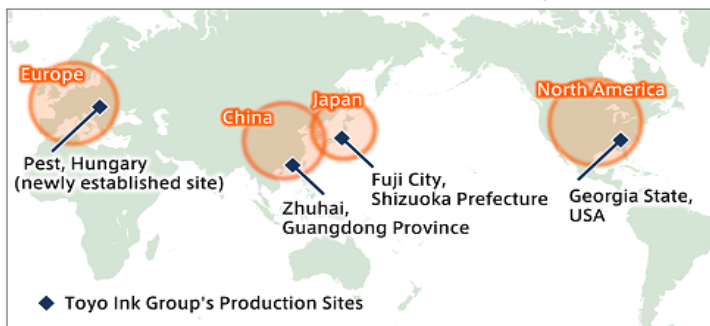 Europe
Pest, Hungary
(newly established site)
China
Japan
Zhuhai,
Guangdong Province
Fuji City,
Shizuoka Prefecture
North America
Georgia State,
USA
Toyo Ink Group's Production Sites